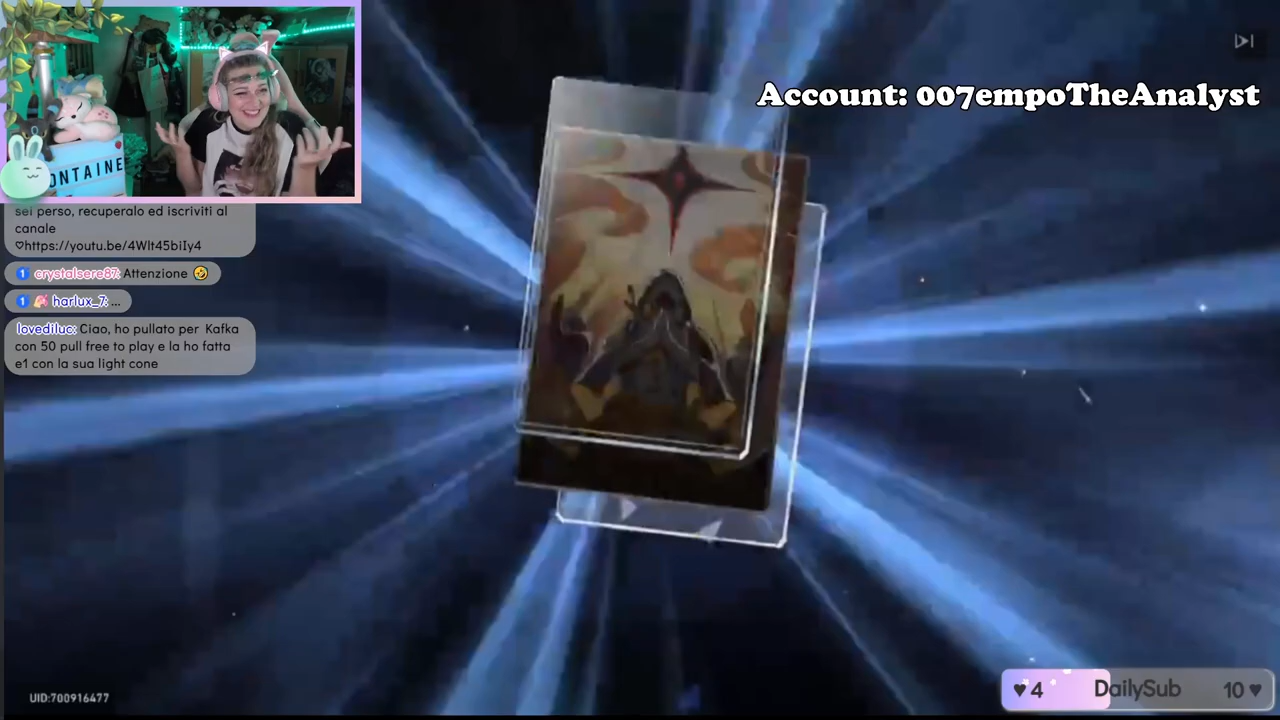 Account: 007empoTheAnalyst
ONTAINE
sei perso, recuperalo ed iscriviti al
canale
♡https://youtu.be/4Wlt45biIy4
1 crystalsere87: Attenzione 🤣
1 harlux_7: ...
lovediluc: Ciao, ho pullato per Kafka
con 50 pull free to play e la ho fatta
e1 con la sua light cone
UID:700916477
♥4 DailySub 10♥